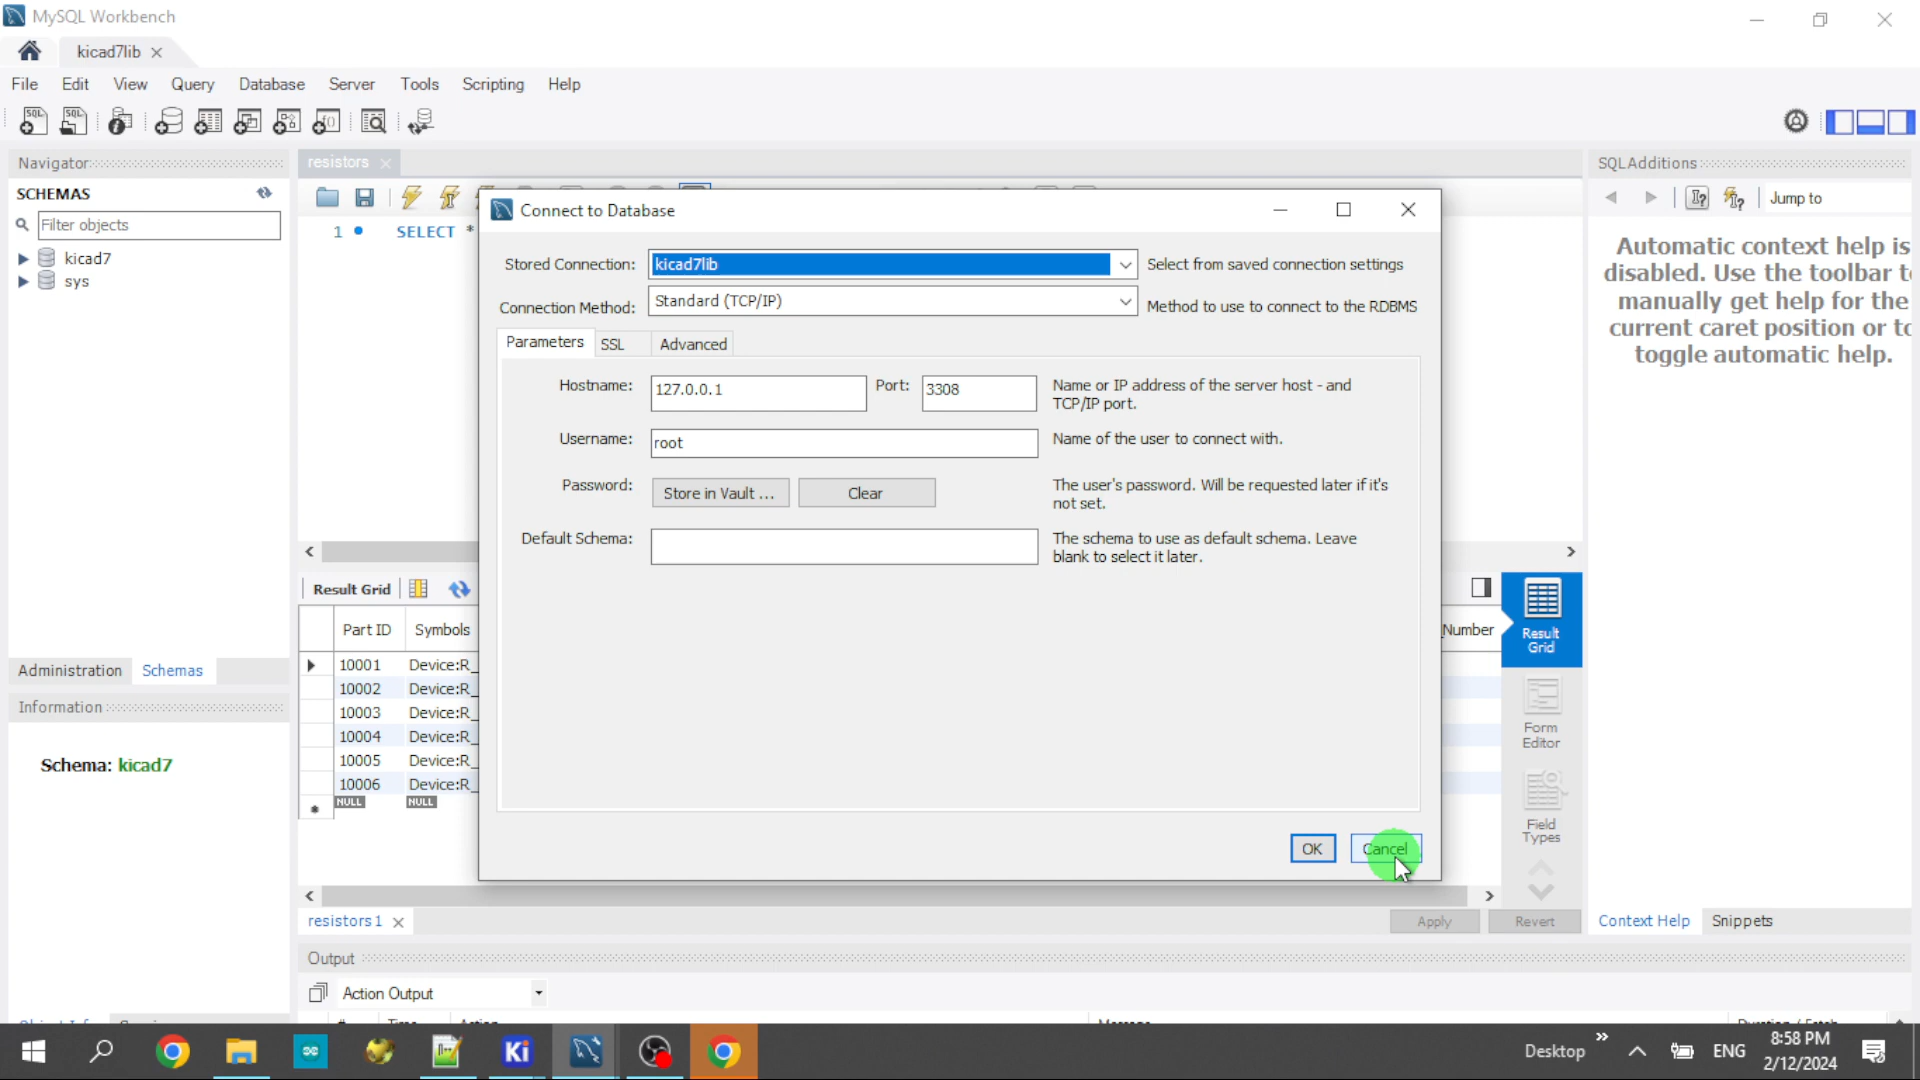 MySQL Workbench
kicad7lib
File Edit View Query Database Server Tools Scripting Help
Navigator
SCHEMAS
Filter objects
kicad7
sys
Administration Schemas
Information
Schema: kicad7
resistors
1 SELECT *
Connect to Database
Stored Connection: kicad7lib Select from saved connection settings
Connection Method: Standard (TCP/IP) Method to use to connect to the RDBMS
Parameters SSL Advanced
Hostname: 127.0.0.1 Port: 3308 Name or IP address of the server host - and
TCP/IP port.
Username: root Name of the user to connect with.
Password: Store in Vault ... Clear The user's password. Will be requested later if it's
not set.
Default Schema: The schema to use as default schema. Leave
blank to select it later.
OK Cancel
Result Grid
Part ID Symbols Number
10001 Device:R_
10002 Device:R_
10003 Device:R_
10004 Device:R_
10005 Device:R_
10006 Device:R_
NULL NULL
Result
Grid
Form
Editor
Field
Types
resistors 1 Apply Revert
Output
Action Output
SQLAdditions
Jump to
Automatic context help is
disabled. Use the toolbar t
manually get help for the
current caret position or to
toggle automatic help.
Context Help Snippets
Desktop ENG 8:58 PM
2/12/2024